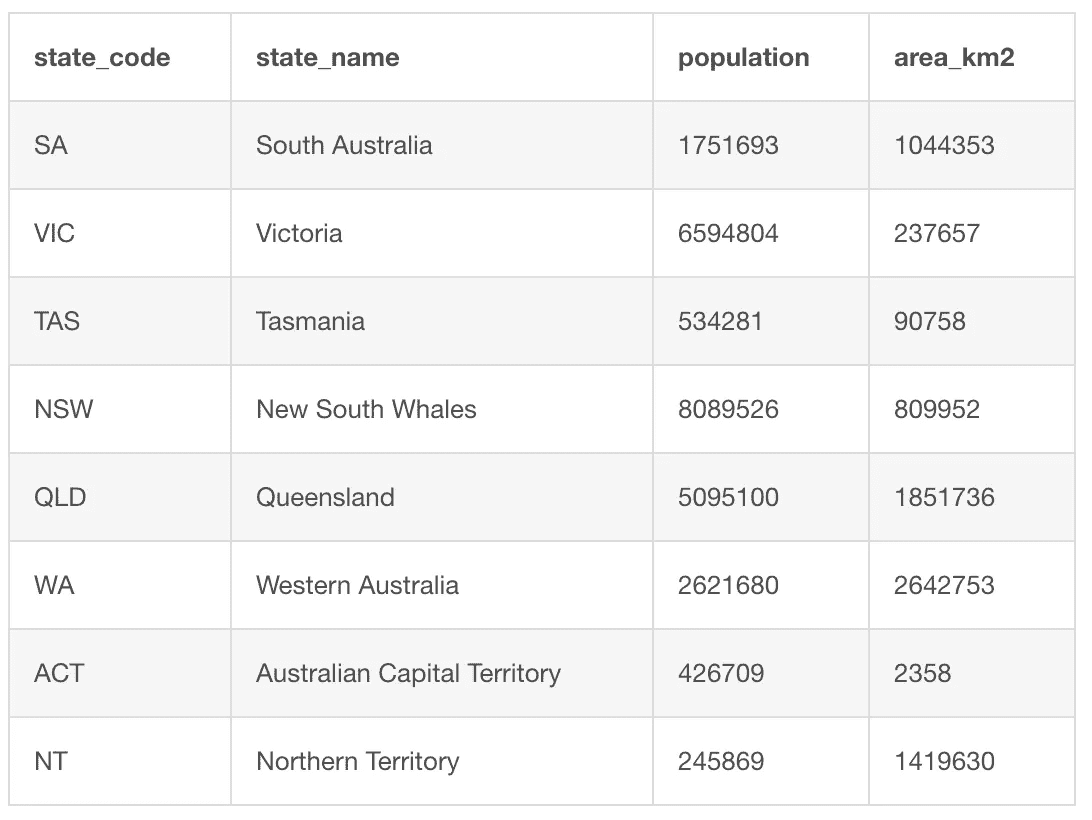 state_code state_name population area_km2
SA South Australia 1751693 1044353
VIC Victoria 6594804 237657
TAS Tasmania 534281 90758
NSW New South Whales 8089526 809952
QLD Queensland 5095100 1851736
WA Western Australia 2621680 2642753
ACT Australian Capital Territory 426709 2358
NT Northern Territory 245869 1419630